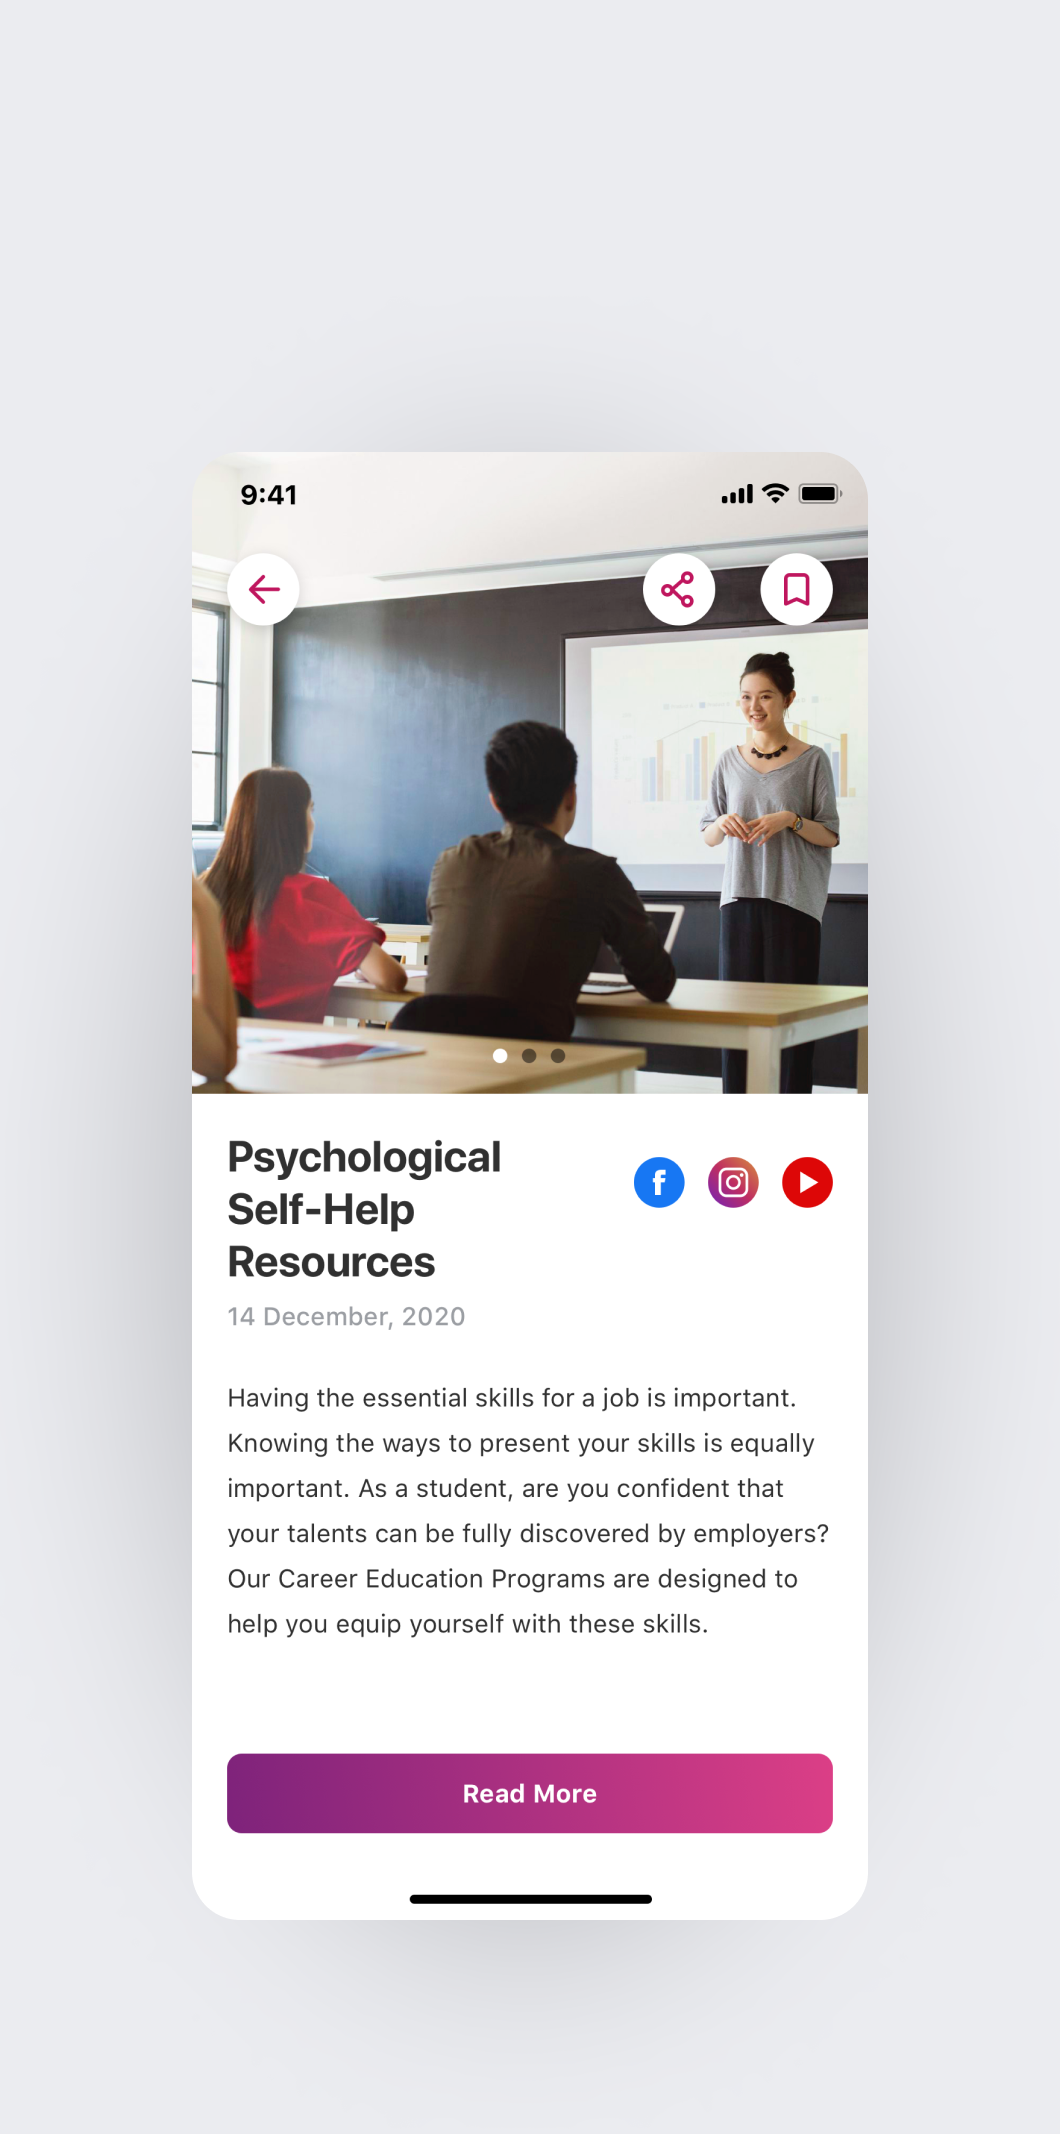 9:41
Psychological
Self-Help
Resources
14 December, 2020
Having the essential skills for a job is important.
Knowing the ways to present your skills is equally
important. As a student, are you confident that
your talents can be fully discovered by employers?
Our Career Education Programs are designed to
help you equip yourself with these skills.
Read More